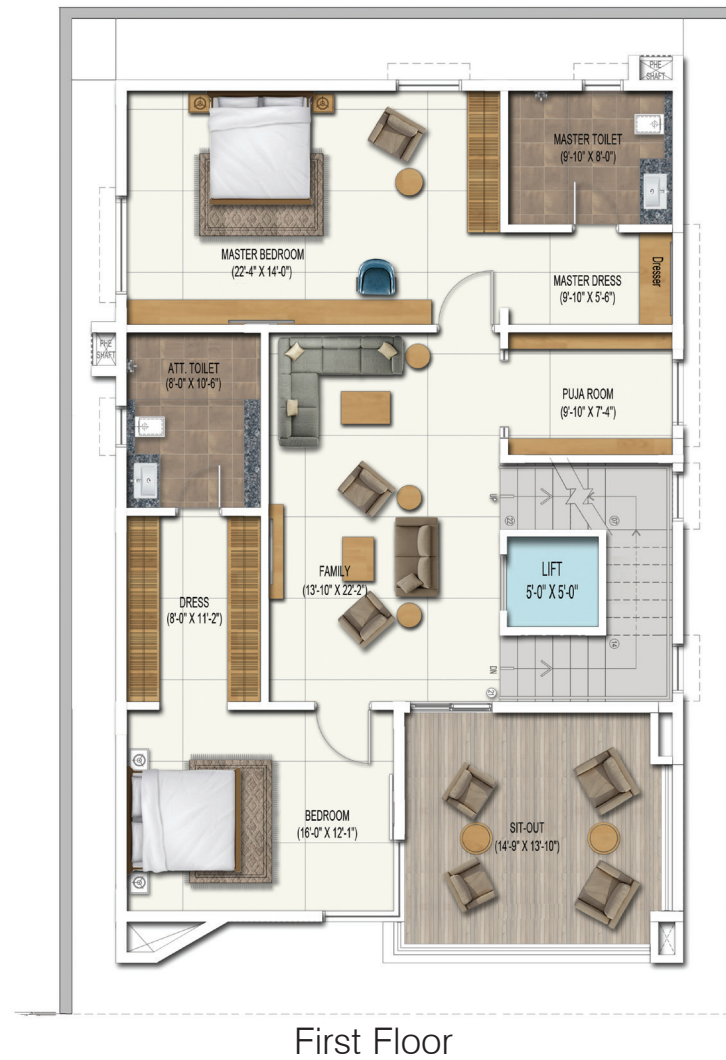 PHE
SHAFT
MASTER TOILET
(9'-10" X 8'-0")
MASTER BEDROOM
(22'-4" X 14'-0")
MASTER DRESS
(9'-10" X 5'-6")
Dresser
PHE
SHAFT
ATT. TOILET
(8'-0" X 10'-6")
PUJA ROOM
(9'-10" X 7'-4")
UP
LIFT
5'-0" X 5'-0"
FAMILY
(13'-10" X 22'-2")
DRESS
(8'-0" X 11'-2")
14
DN
21
BEDROOM
(16'-0" X 12'-1")
SIT-OUT
(14'-9" X 13'-10")
First Floor